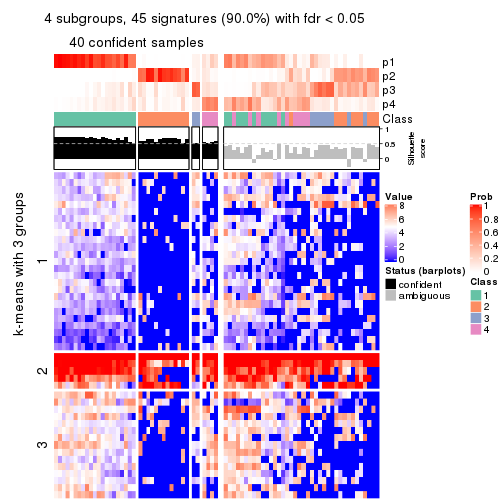 4 subgroups, 45 signatures (90.0%) with fdr < 0.05
40 confident samples
p1
p2
p3
p4
Class
1
0.5
0
Silhouette
score
k-means with 3 groups
1
2
3
Value
8
6
4
2
0
Status (barplots)
confident
ambiguous
Prob
1
0.8
0.6
0.4
0.2
0
Class
1
2
3
4